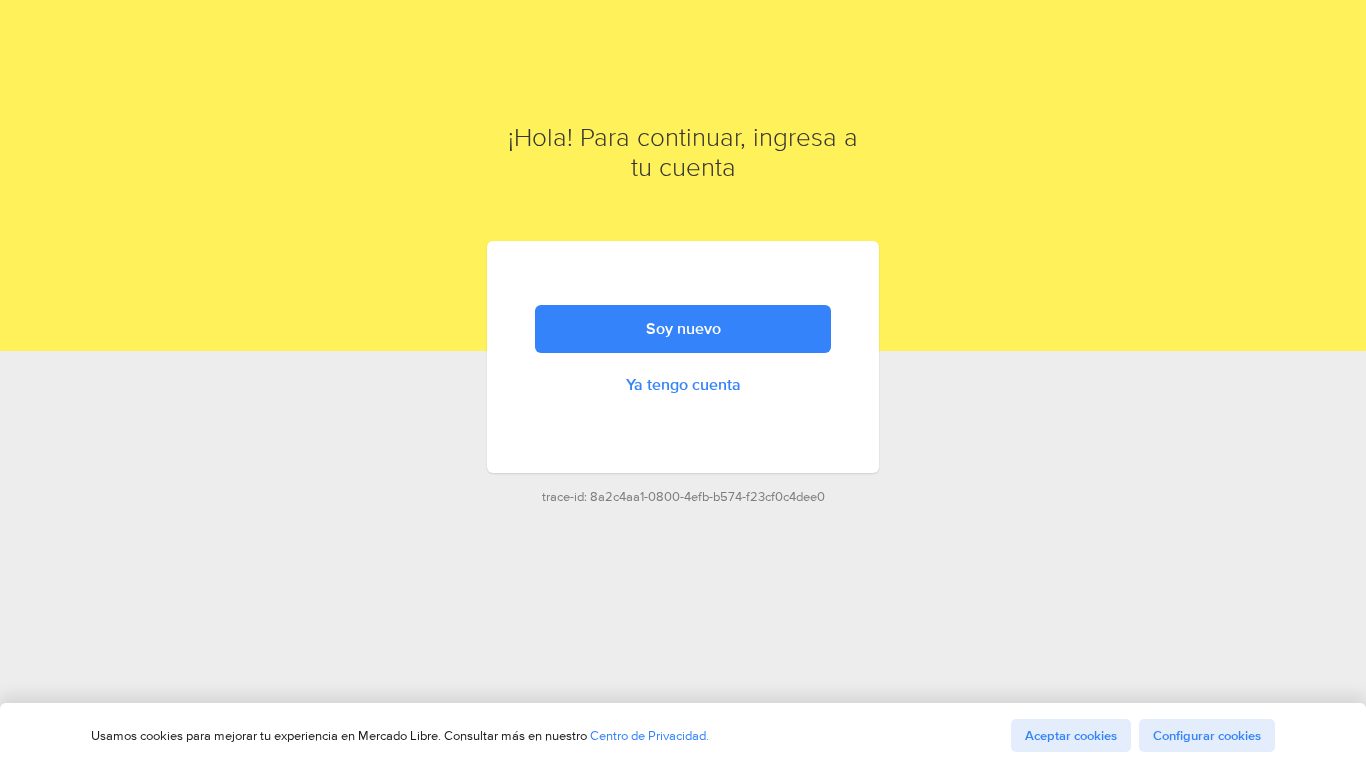 ¡Hola! Para continuar, ingresa a
tu cuenta
Soy nuevo
Ya tengo cuenta
trace-id: 8a2c4aa1-0800-4efb-b574-f23cf0c4dee0
Usamos cookies para mejorar tu experiencia en Mercado Libre. Consultar más en nuestro Centro de Privacidad.
Aceptar cookies
Configurar cookies